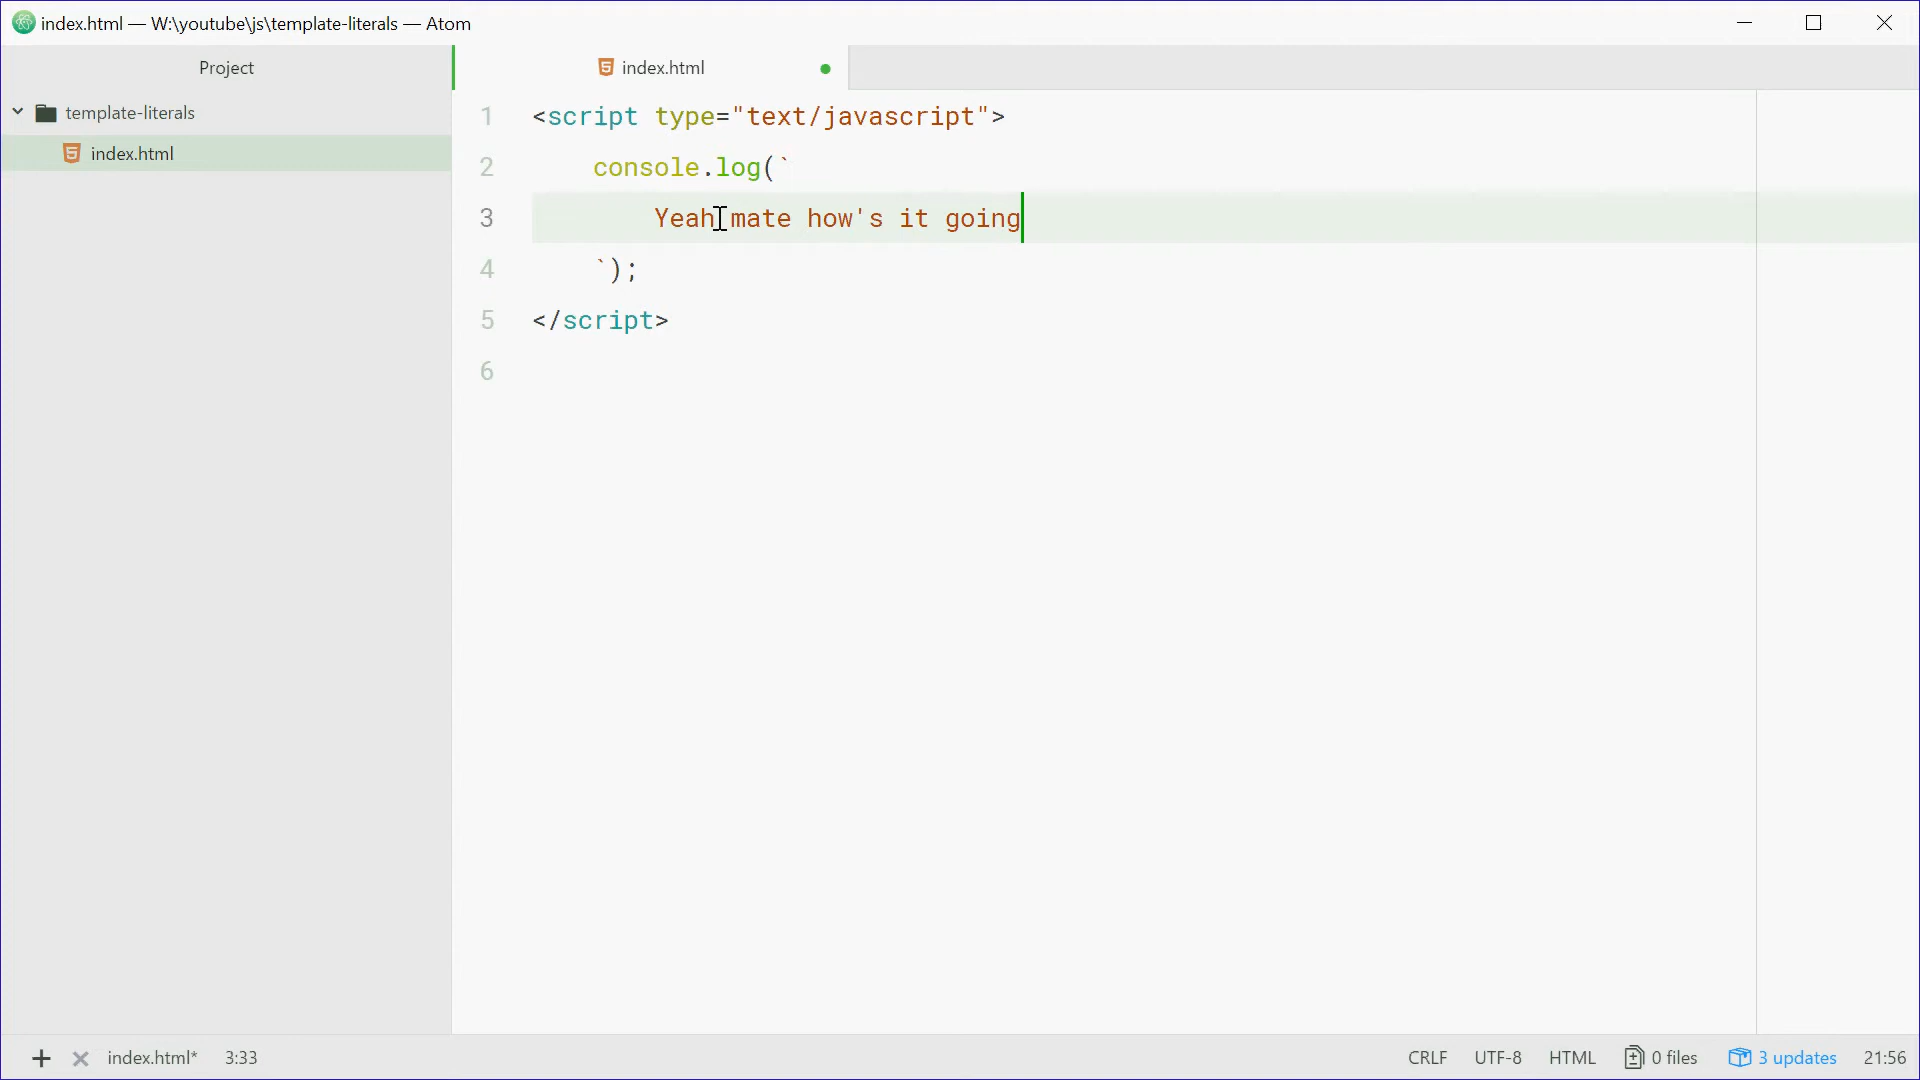 index.html — W:\youtube\js\template-literals — Atom
Project
index.html
template-literals
index.html
1 <script type="text/javascript">
2     console.log(`
3         Yeah mate how's it going
4     `);
5 </script>
6
index.html* 3:33
CRLF UTF-8 HTML 0 files 3 updates 21:56